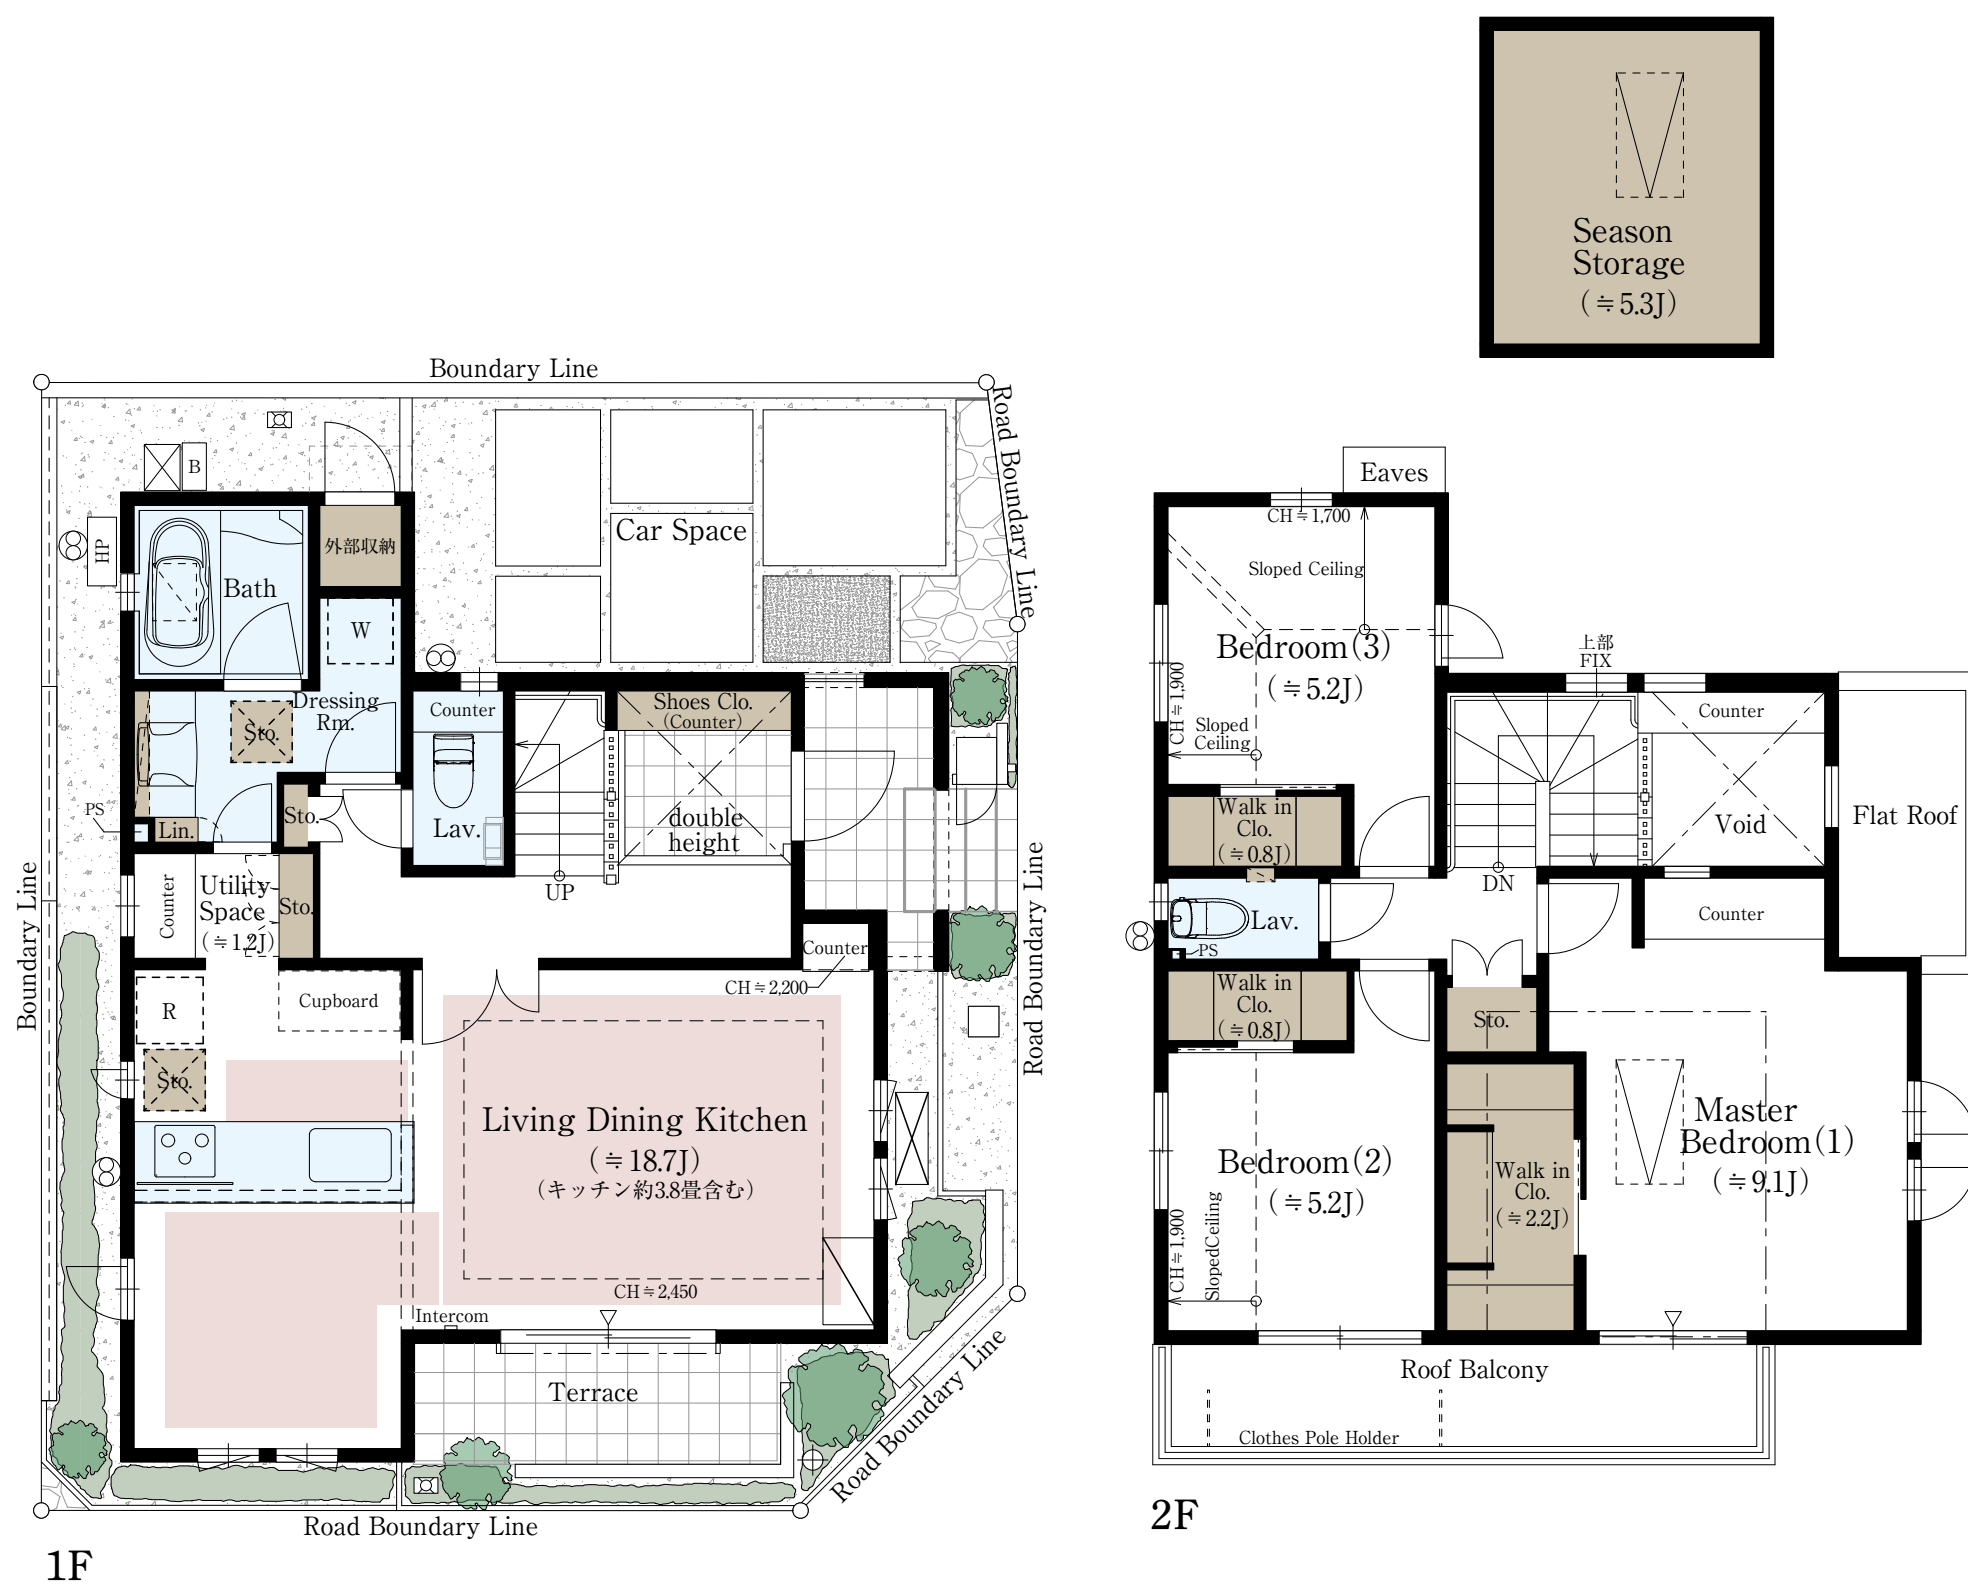 Season
Storage
(≒5.3J)
Boundary Line
Road Boundary Line
B
HP
外部収納
Car Space
Bath
W
Dressing
Rm.
Sto.
Counter
Shoes Clo.
(Counter)
PS
Lin.
Sto.
Lav.
double
height
UP
Boundary Line
Counter
Utility
Space
(≒1.2J)
Sto.
Counter
Road Boundary Line
R
Cupboard
CH≒2,200
Sto.
Living Dining Kitchen
(≒18.7J)
(キッチン約3.8畳含む)
CH≒2,450
Intercom
Terrace
Road Boundary Line
Road Boundary Line
1F
Eaves
CH≒1,700
Sloped Ceiling
Bedroom(3)
(≒5.2J)
CH≒1,900
Sloped
Ceiling
上部
FIX
Counter
Walk in
Clo.
(≒0.8J)
Void
Flat Roof
DN
Lav.
PS
Counter
Walk in
Clo.
(≒0.8J)
Sto.
Master
Bedroom(1)
(≒9.1J)
Bedroom(2)
(≒5.2J)
Walk in
Clo.
(≒2.2J)
CH≒1,900
SlopedCeiling
Roof Balcony
Clothes Pole Holder
2F